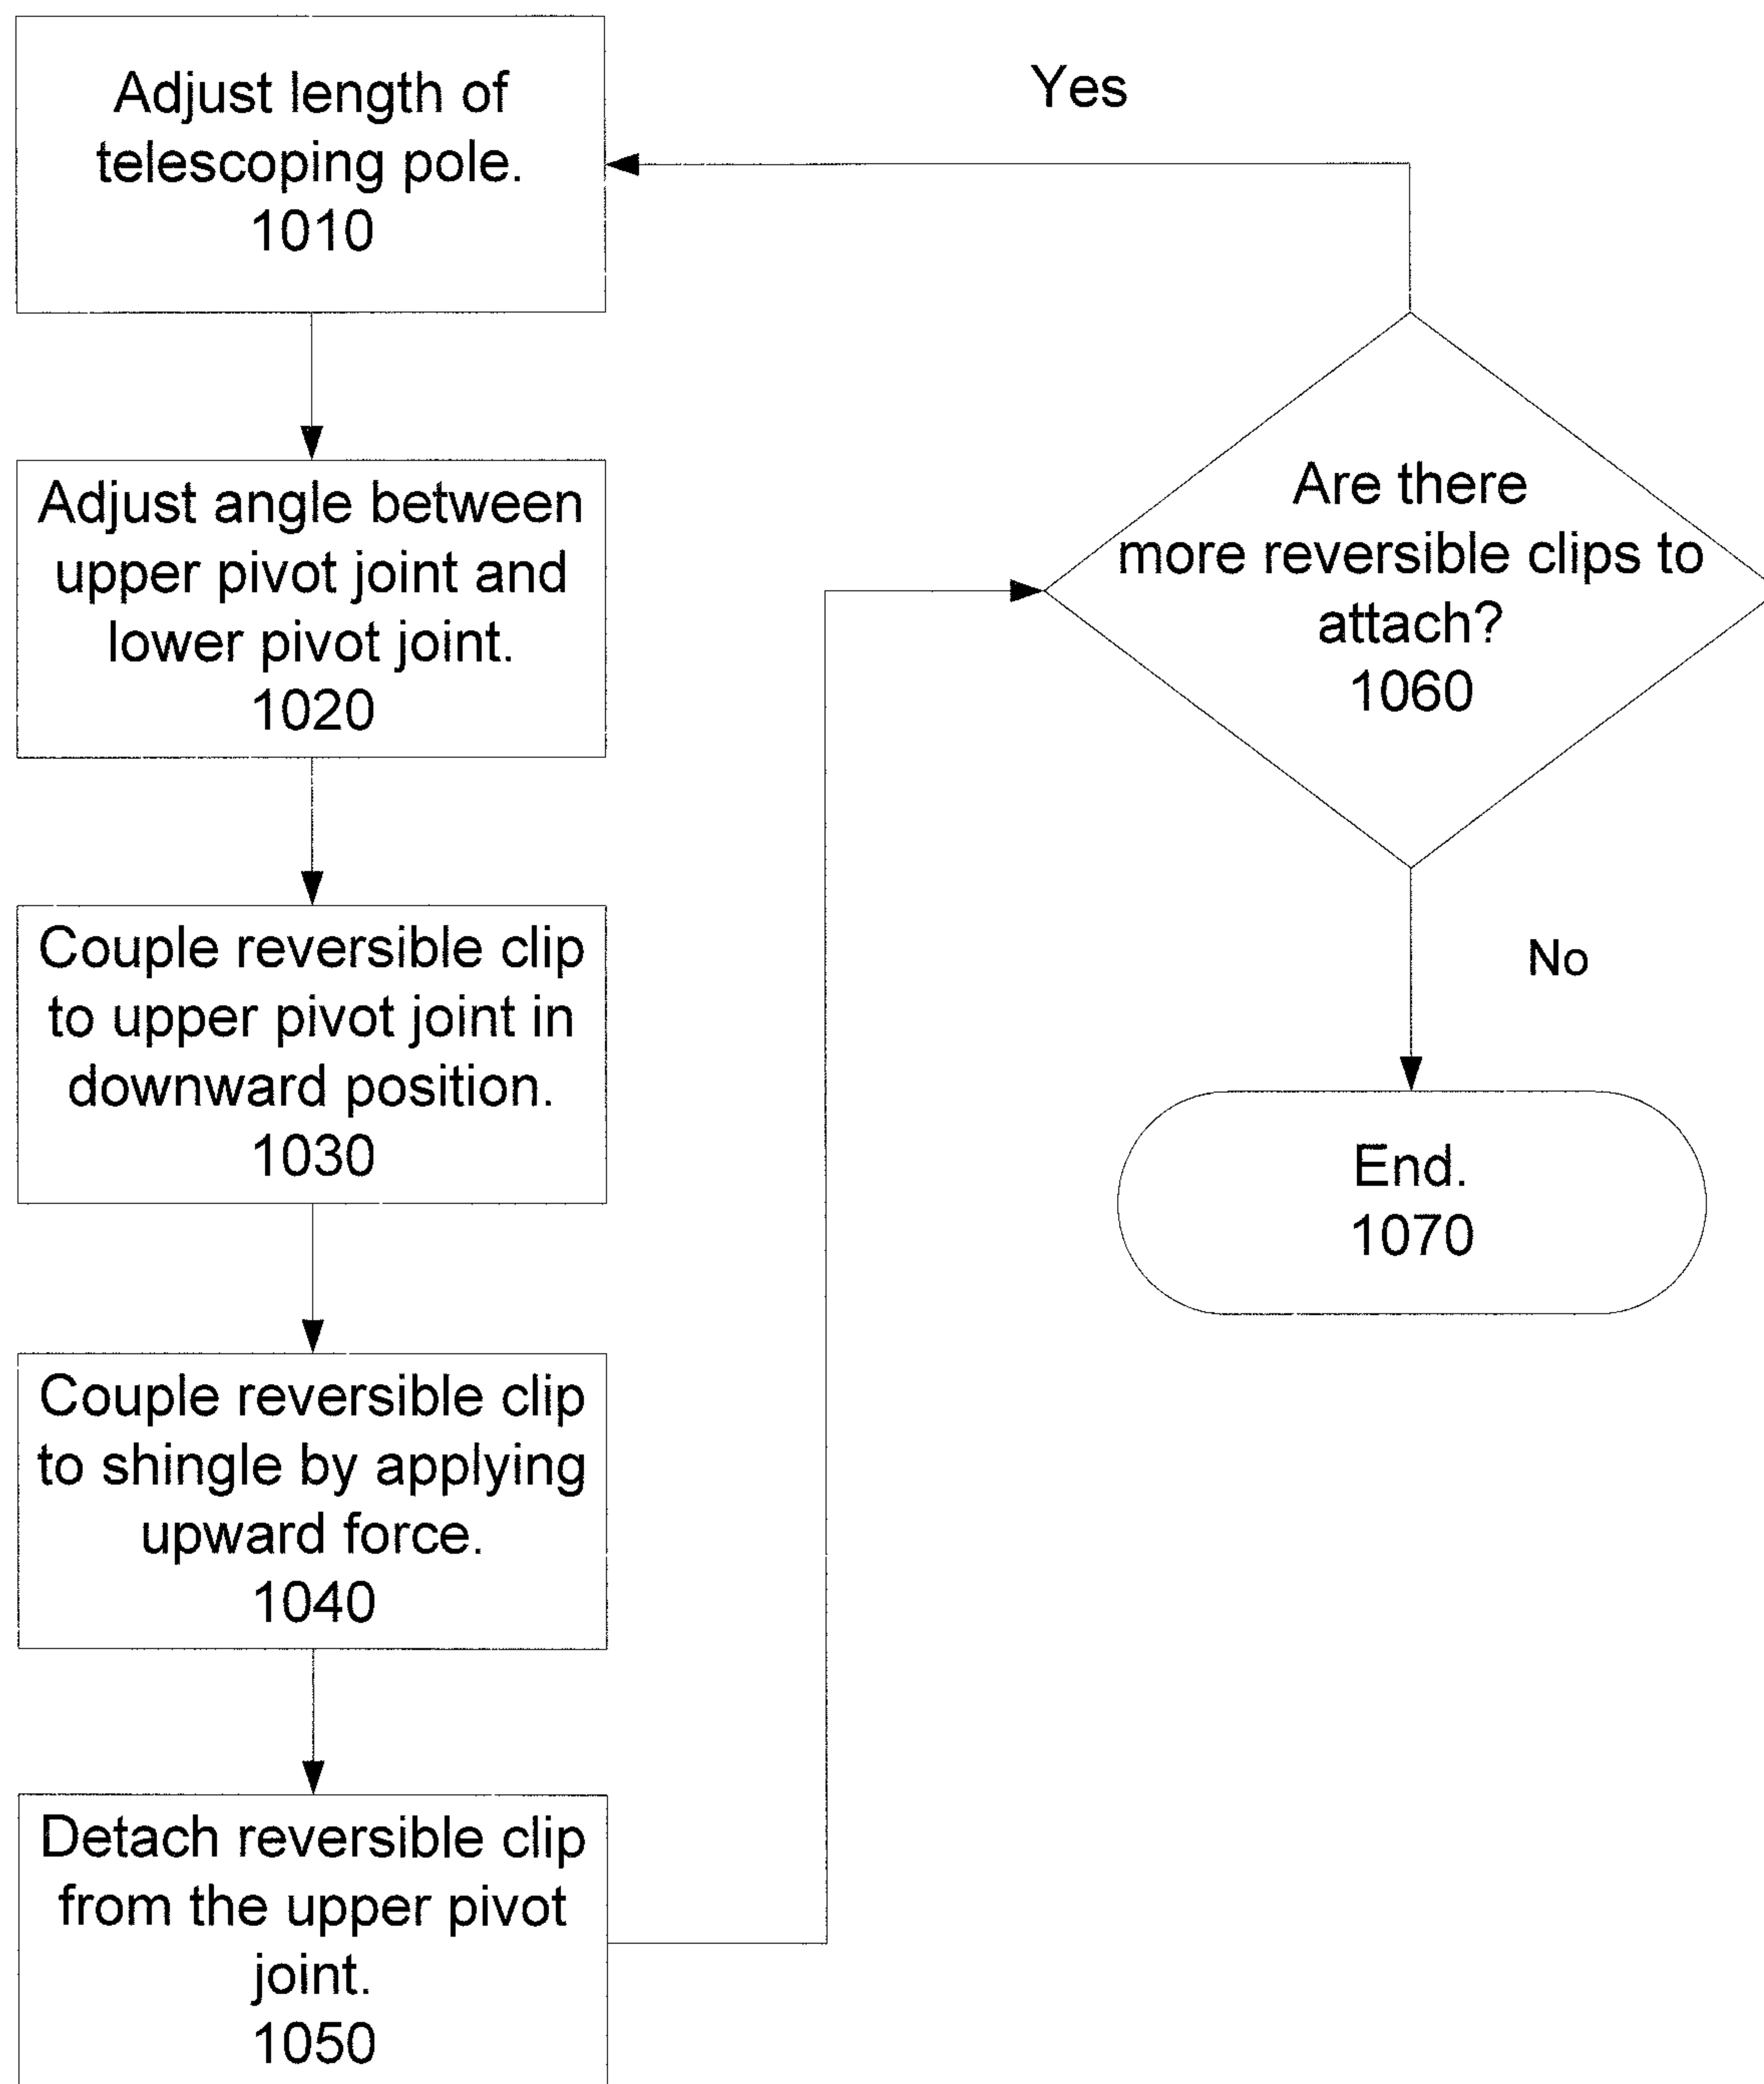 Adjust length of
telescoping pole.
1010
Adjust angle between
upper pivot joint and
lower pivot joint.
1020
Couple reversible clip
to upper pivot joint in
downward position.
1030
Couple reversible clip
to shingle by applying
upward force.
1040
Detach reversible clip
from the upper pivot
joint.
1050
Yes
Are there
more reversible clips to
attach?
1060
No
End.
1070